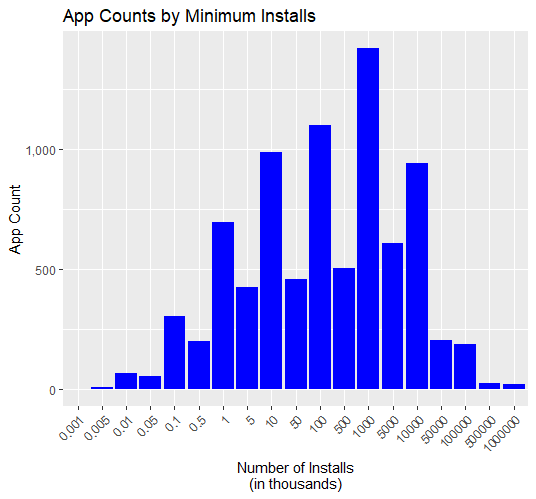 App Counts by Minimum Installs
App Count
1,000
500
0
0.001 0.005 0.01 0.05 0.1 0.5 1 5 10 50 100 500 1000 5000 10000 50000 100000 500000 1000000
Number of Installs
(in thousands)